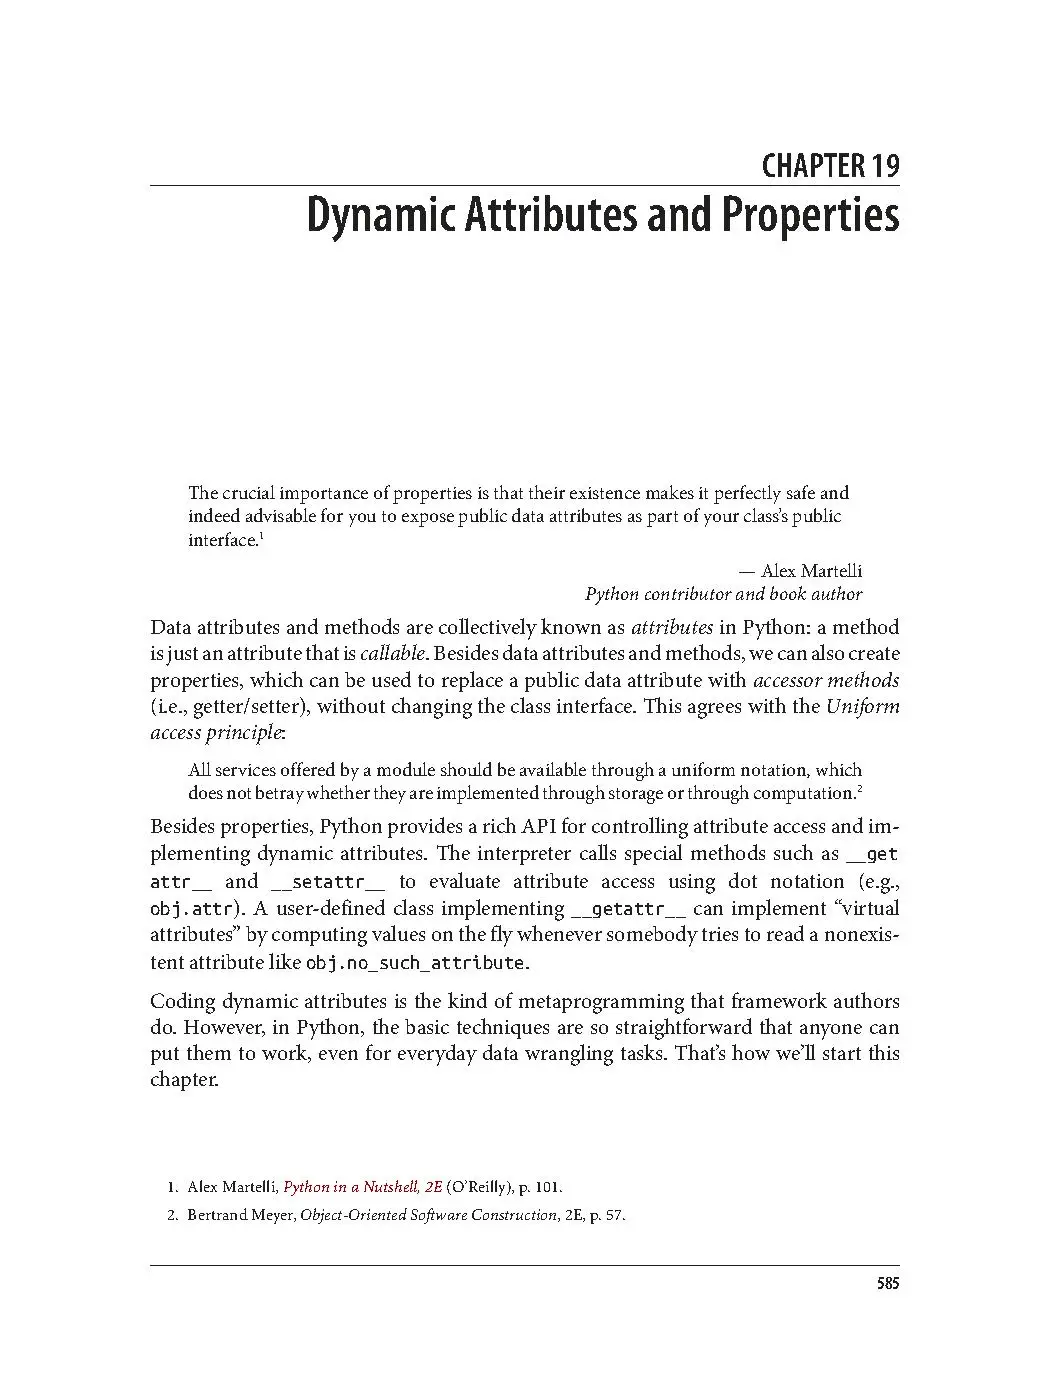 CHAPTER 19
Dynamic Attributes and Properties
The crucial importance of properties is that their existence makes it perfectly safe and
indeed advisable for you to expose public data attributes as part of your class’s public
interface.1
— Alex Martelli
Python contributor and book author
Data attributes and methods are collectively known as attributes in Python: a method
is just an attribute that is callable. Besides data attributes and methods, we can also create
properties, which can be used to replace a public data attribute with accessor methods
(i.e., getter/setter), without changing the class interface. This agrees with the Uniform
access principle:
All services offered by a module should be available through a uniform notation, which
does not betray whether they are implemented through storage or through computation.2
Besides properties, Python provides a rich API for controlling attribute access and im-
plementing dynamic attributes. The interpreter calls special methods such as __get
attr__ and __setattr__ to evaluate attribute access using dot notation (e.g.,
obj.attr). A user-defined class implementing __getattr__ can implement “virtual
attributes” by computing values on the fly whenever somebody tries to read a nonexis-
tent attribute like obj.no_such_attribute.
Coding dynamic attributes is the kind of metaprogramming that framework authors
do. However, in Python, the basic techniques are so straightforward that anyone can
put them to work, even for everyday data wrangling tasks. That’s how we’ll start this
chapter.
1. Alex Martelli, Python in a Nutshell, 2E (O’Reilly), p. 101.
2. Bertrand Meyer, Object-Oriented Software Construction, 2E, p. 57.
585